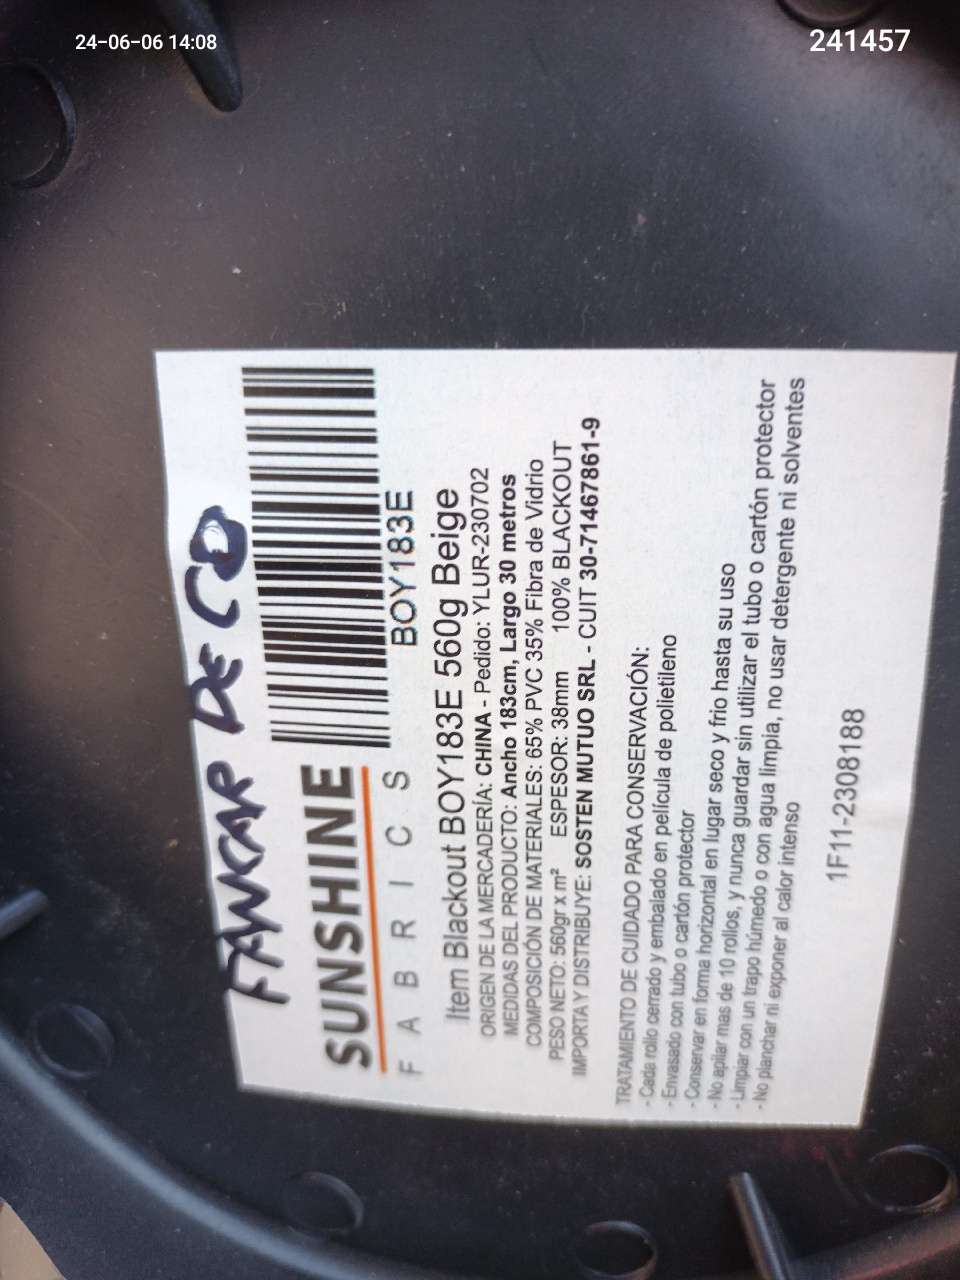 24-06-06 14:08
241457
FANCAR DE CD
SUNSHINE
FABRICS
BOY183E
Item Blackout BOY183E 560g Beige
ORIGEN DE LA MERCADERÍA: CHINA - Pedido: YLUR-230702
MEDIDAS DEL PRODUCTO: Ancho 183cm, Largo 30 metros
COMPOSICIÓN DE MATERIALES: 65% PVC 35% Fibra de Vidrio
PESO NETO: 560gr x m² ESPESOR: 38mm 100% BLACKOUT
IMPORTA Y DISTRIBUYE: SOSTEN MUTUO SRL - CUIT 30-71467861-9
TRATAMIENTO DE CUIDADO PARA CONSERVACIÓN:
- Cada rollo cerrado y embalado en película de polietileno
- Envasado con tubo o cartón protector
- Conservar en forma horizontal en lugar seco y frio hasta su uso
- No apilar mas de 10 rollos, y nunca guardar sin utilizar el tubo o cartón protector
- Limpiar con un trapo húmedo o con agua limpia, no usar detergente ni solventes
- No planchar ni exponer al calor intenso
1F11-2308188